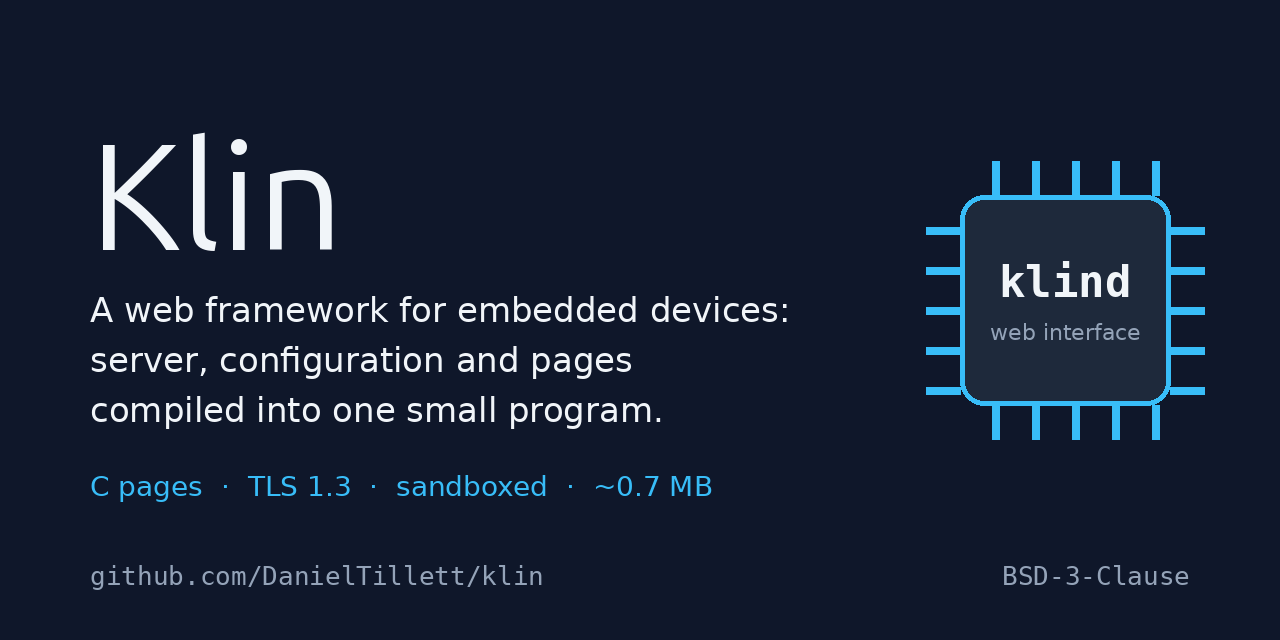 Klin
A web framework for embedded devices:
server, configuration and pages
compiled into one small program.
C pages · TLS 1.3 · sandboxed · ~0.7 MB
klind
web interface
github.com/DanielTillett/klin
BSD-3-Clause